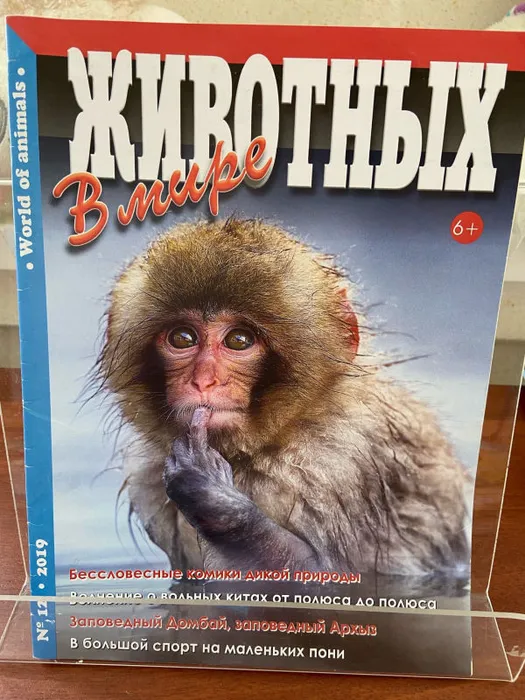 World of animals
ЖИВОТНЫХ
В мире
6+
Бессловесные комики дикой природы
Волнение о вольных китах от полюса до полюса
Заповедный Домбай, заповедный Архыз
В большой спорт на маленьких пони
№ 12 • 2019